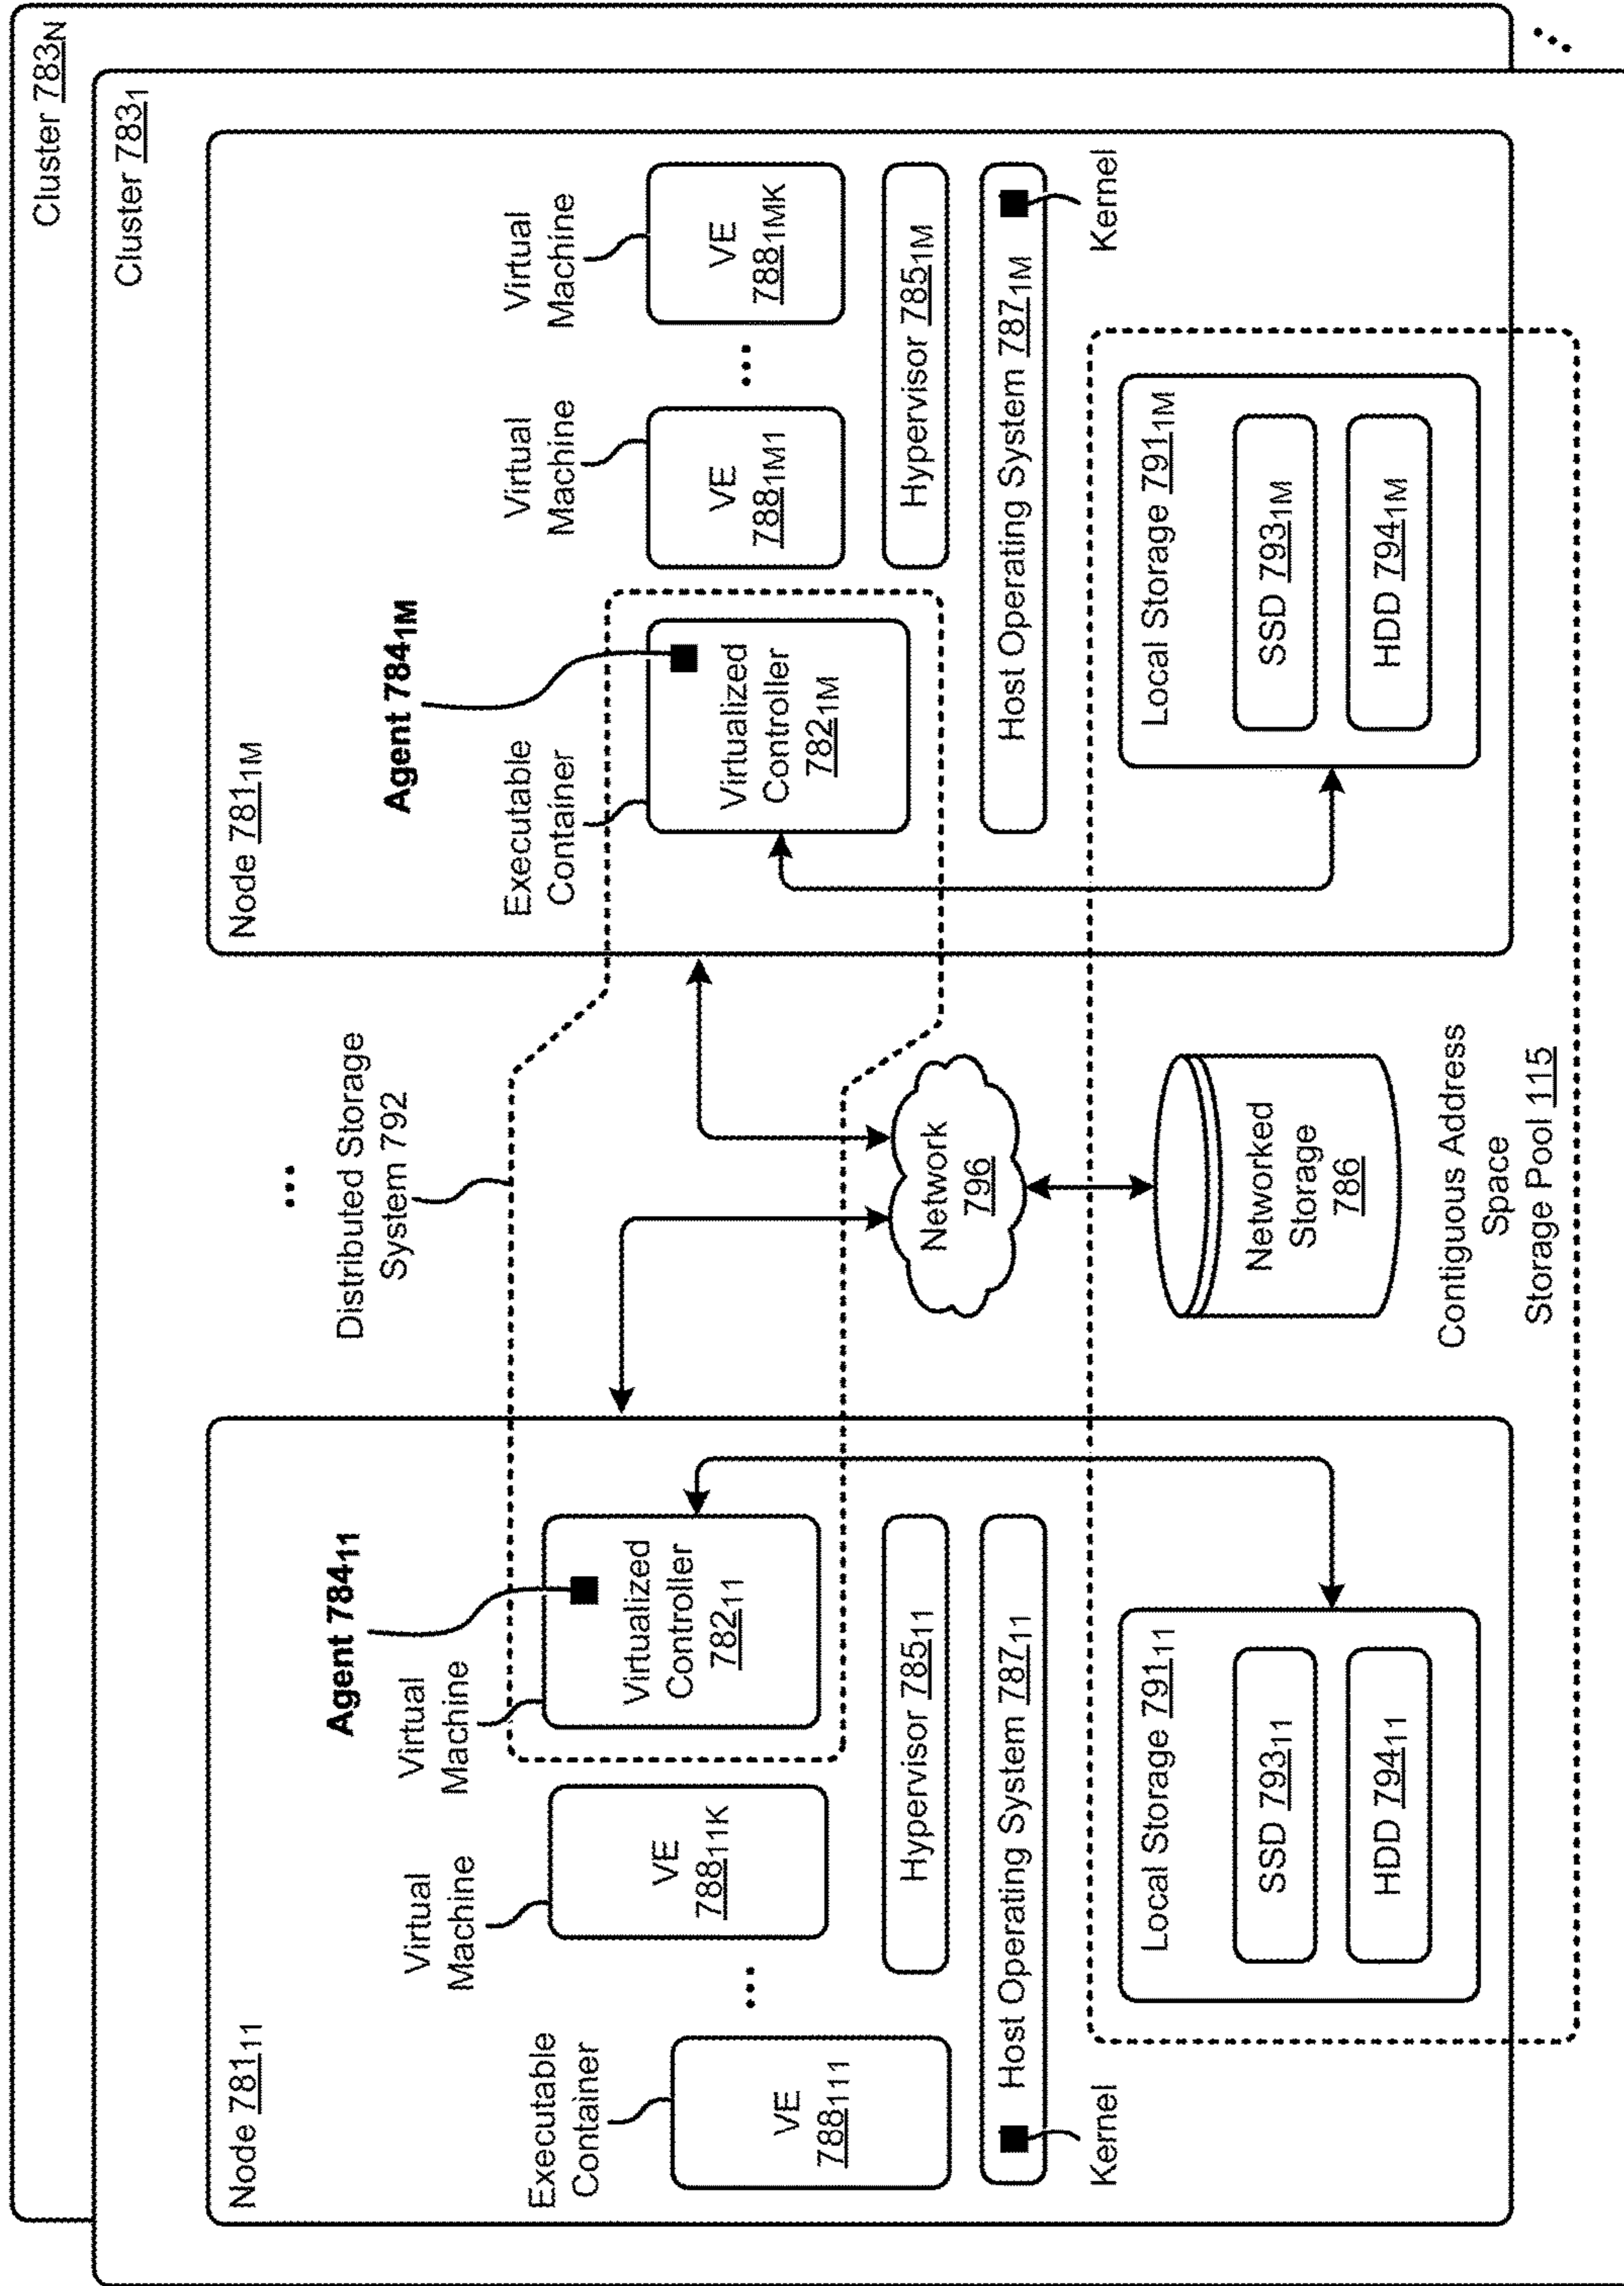 Cluster 783N
Cluster 7831
Node 78111
Agent 78411
Virtual
Machine
Virtualized
Controller
78211
Virtual
Machine
VE
78811K
Executable
Container
VE
788111
...
Hypervisor 78511
Host Operating System 78711
Kernel
Local Storage 79111
SSD 79311
HDD 79411
...
Distributed Storage
System 792
Network
796
Networked
Storage
786
Contiguous Address
Space
Storage Pool 115
Node 7811M
Agent 7841M
Executable
Container
Virtualized
Controller
7821M
Virtual
Machine
VE
7881M1
...
Virtual
Machine
VE
7881MK
Hypervisor 7851M
Host Operating System 7871M
Kernel
Local Storage 7911M
SSD 7931M
HDD 7941M
...